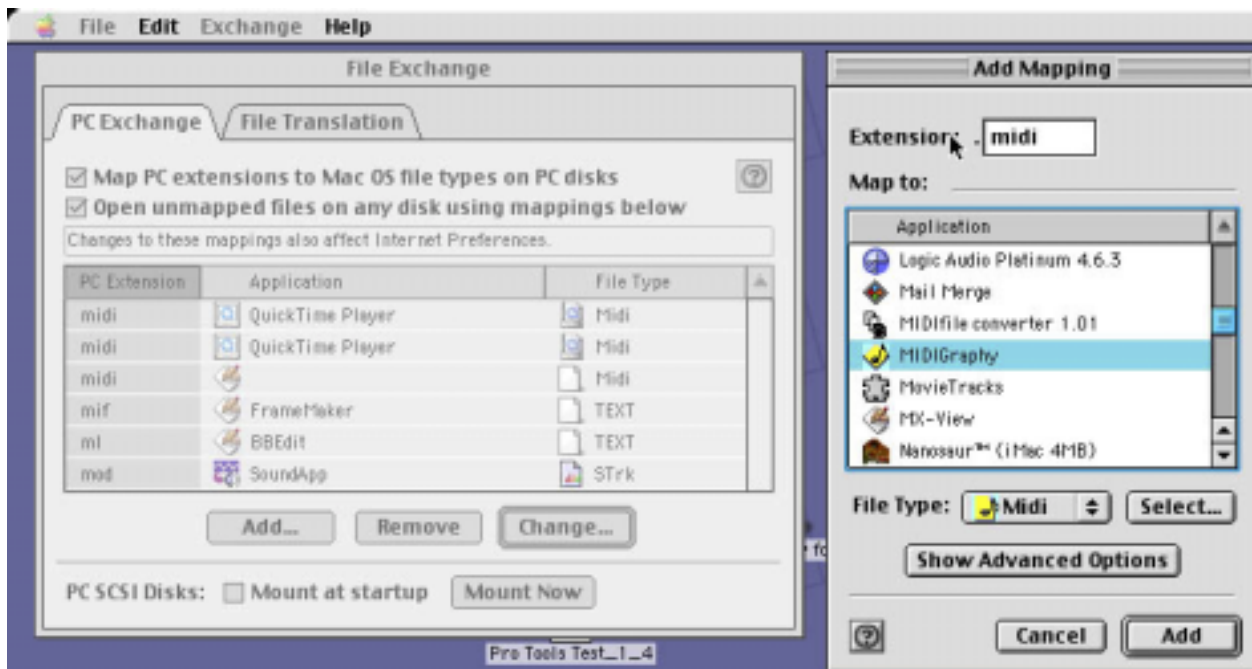 File Edit Exchange Help
File Exchange
PC Exchange File Translation
Map PC extensions to Mac OS file types on PC disks
Open unmapped files on any disk using mappings below
Changes to these mappings also affect Internet Preferences.
PC Extension Application File Type
midi QuickTime Player Midi
midi QuickTime Player Midi
midi Midi
mif FrameMaker TEXT
ml BBEdit TEXT
mod SoundApp STrk
Add... Remove Change...
PC SCSI Disks: Mount at startup Mount Now
Pro Tools Test_1_4
Add Mapping
Extension: . midi
Map to:
Application
Logic Audio Platinum 4.6.3
Mail Merge
MIDIfile converter 1.01
MIDIGraphy
MovieTracks
MX-View
Nanosaur™ (iMac 4MB)
File Type: Midi Select...
Show Advanced Options
Cancel Add